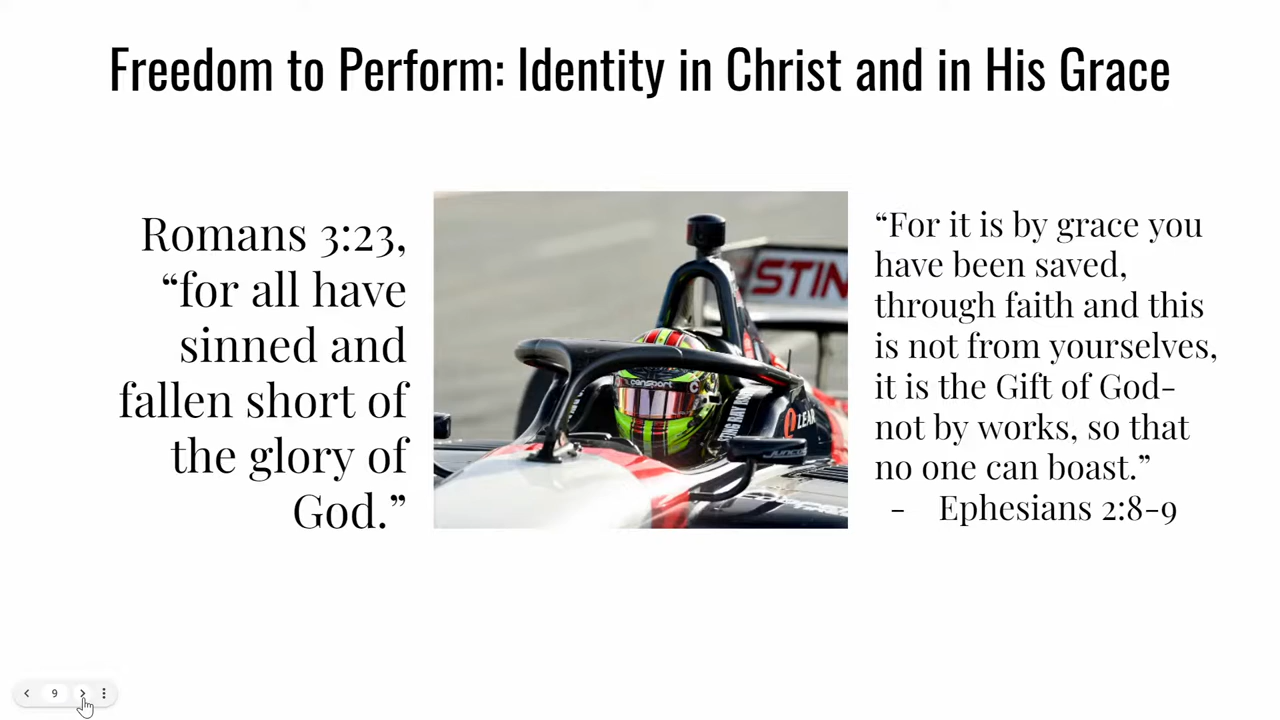 Freedom to Perform: Identity in Christ and in His Grace
Romans 3:23,
“for all have
sinned and
fallen short of
the glory of
God.”
STIN
LEAR
“For it is by grace you
have been saved,
through faith and this
is not from yourselves,
it is the Gift of God-
not by works, so that
no one can boast.”
- Ephesians 2:8-9
9